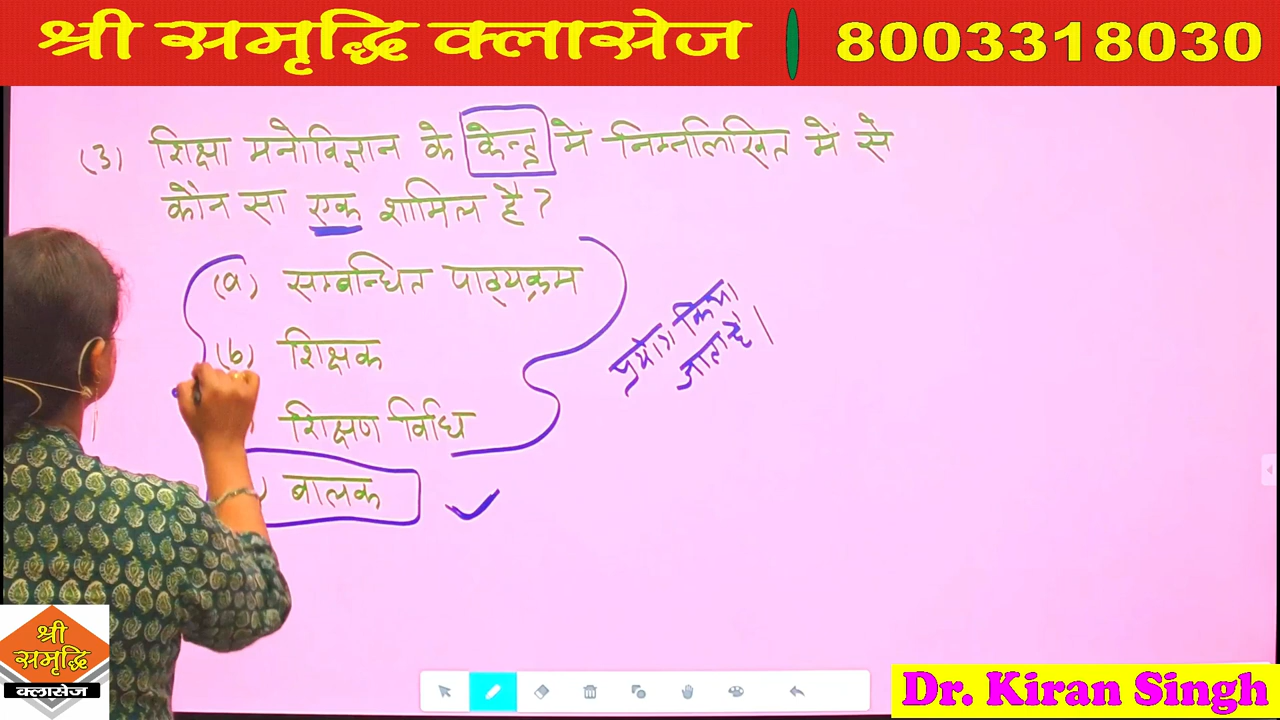 श्री समृद्धि क्लासेज | 8003318030
(3) शिक्षा मनोविज्ञान के केन्द्र में निम्नलिखित में से
कौन सा एक शामिल है ?
(a) सम्बन्धित पाठ्यक्रम
(b) शिक्षक
शिक्षण विधि
बालक
प्रयोग किया
जाता है |
श्री
समृद्धि
क्लासेज
Dr. Kiran Singh